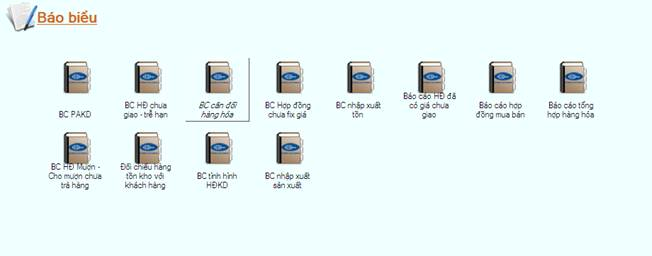 Báo biểu
BC PAKD
BC HĐ chưa
giao - trễ hạn
BC cân đối
hàng hóa
BC Hợp đồng
chưa fix giá
BC nhập xuất
tồn
Báo cáo HĐ đã
có giá chưa
giao
Báo cáo hợp
đồng mua bán
Báo cáo tổng
hợp hàng hóa
BC HĐ Mượn -
Cho mượn chưa
trả hàng
Đối chiếu hàng
tồn kho với
khách hàng
BC tình hình
HĐKD
BC nhập xuất
sản xuất